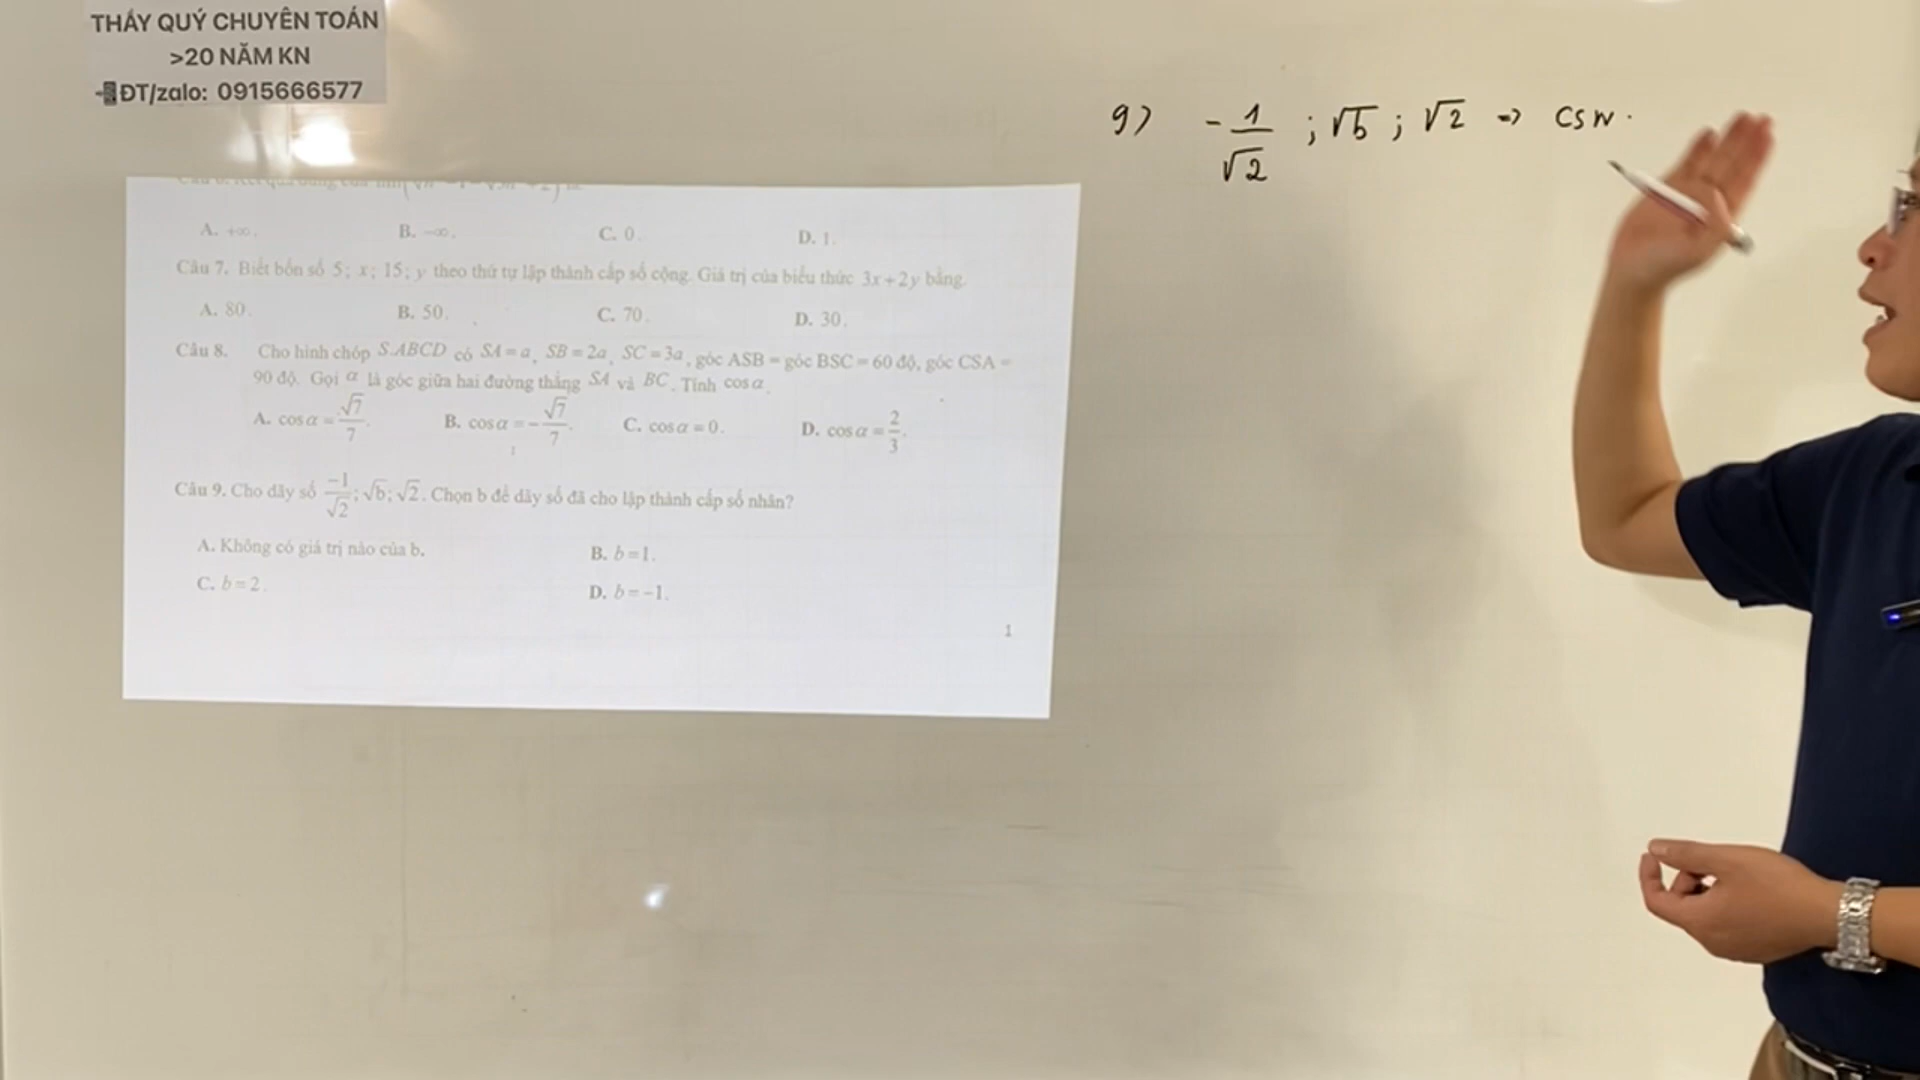 THẦY QUÝ CHUYÊN TOÁN
>20 NĂM KN
ĐT/zalo: 0915666577
9) -1/√2 ; √b ; √2 → CSN.
A. +∞. B. -∞. C. 0. D. 1.
Câu 7. Biết bốn số 5; x; 15; y theo thứ tự lập thành cấp số cộng. Giá trị của biểu thức 3x+2y bằng.
A. 80. B. 50. C. 70. D. 30.
Câu 8. Cho hình chóp S.ABCD có SA=a, SB=2a, SC=3a, góc ASB = góc BSC = 60 độ, góc CSA =
90 độ. Gọi α là góc giữa hai đường thẳng SA và BC. Tính cosα.
A. cosα = √7/7. B. cosα = -√7/7. C. cosα = 0. D. cosα = 2/3.
Câu 9. Cho dãy số -1/√2; √b; √2. Chọn b để dãy số đã cho lập thành cấp số nhân?
A. Không có giá trị nào của b. B. b=1.
C. b=2. D. b=-1.
1